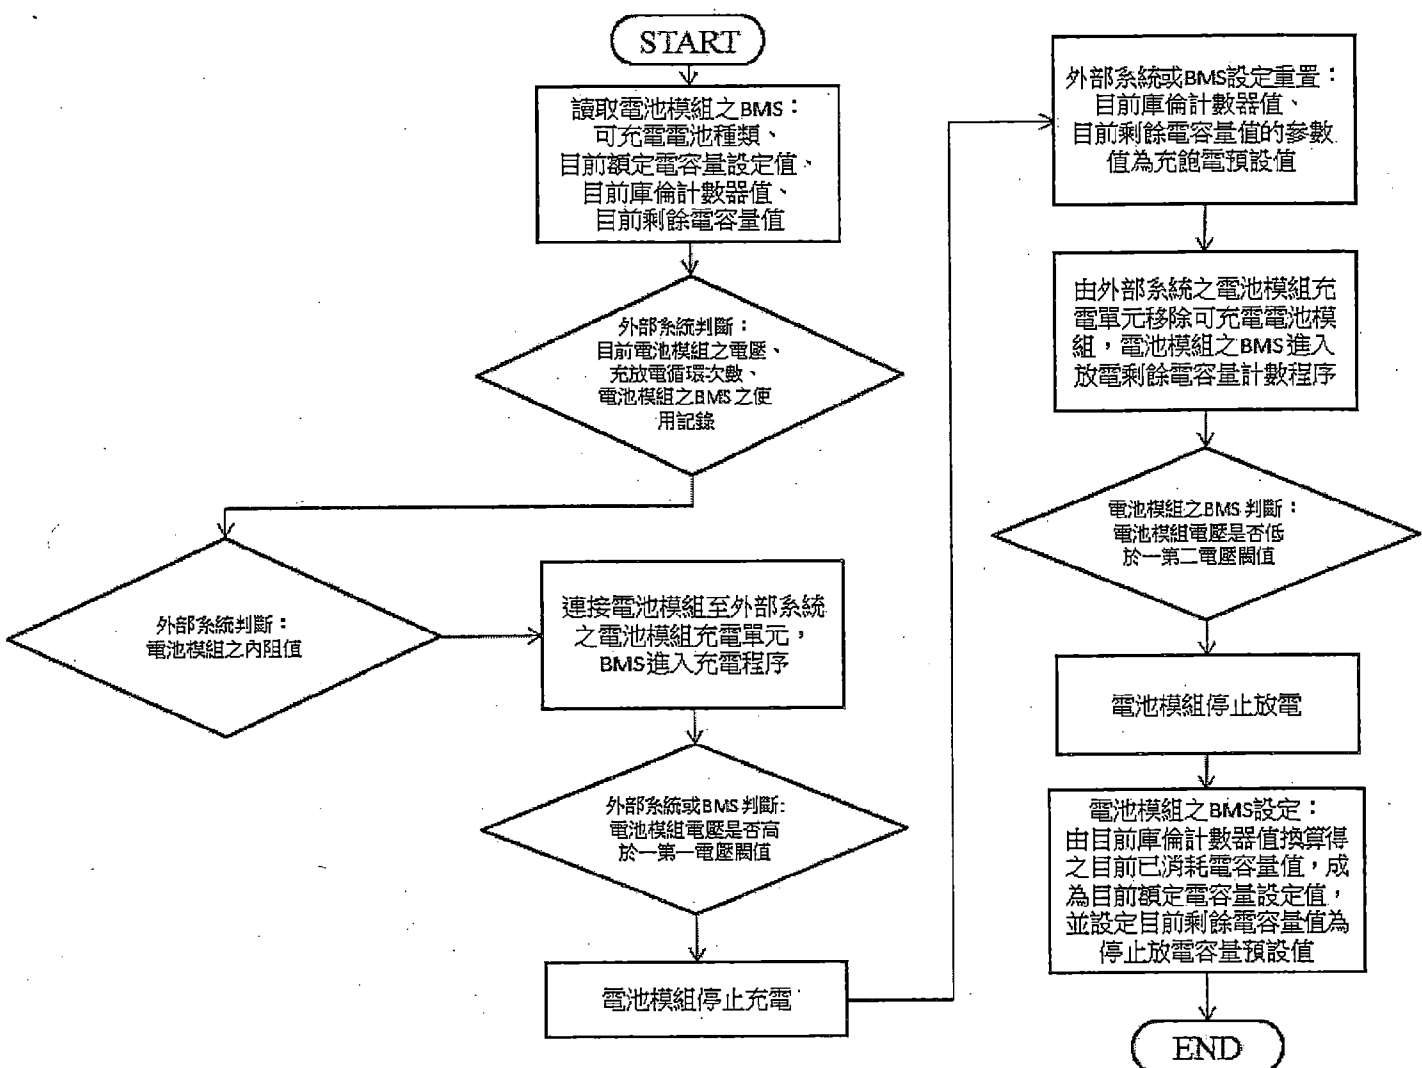 START
讀取電池模組之BMS：
可充電電池種類、
目前額定電容量設定值、
目前庫倫計數器值、
目前剩餘電容量值
外部系統判斷：
目前電池模組之電壓、
充放電循環次數、
電池模組之BMS之使
用記錄
外部系統判斷：
電池模組之內阻值
連接電池模組至外部系統
之電池模組充電單元，
BMS進入充電程序
外部系統或BMS判斷:
電池模組電壓是否高
於一第一電壓閥值
電池模組停止充電
外部系統或BMS設定重置：
目前庫倫計數器值、
目前剩餘電容量值的參數
值為充飽電預設值
由外部系統之電池模組充
電單元移除可充電電池模
組，電池模組之BMS進入
放電剩餘電容量計數程序
電池模組之BMS判斷：
電池模組電壓是否低
於一第二電壓閥值
電池模組停止放電
電池模組之BMS設定：
由目前庫倫計數器值換算得
之目前已消耗電容量值，成
為目前額定電容量設定值，
並設定目前剩餘電容量值為
停止放電容量預設值
END